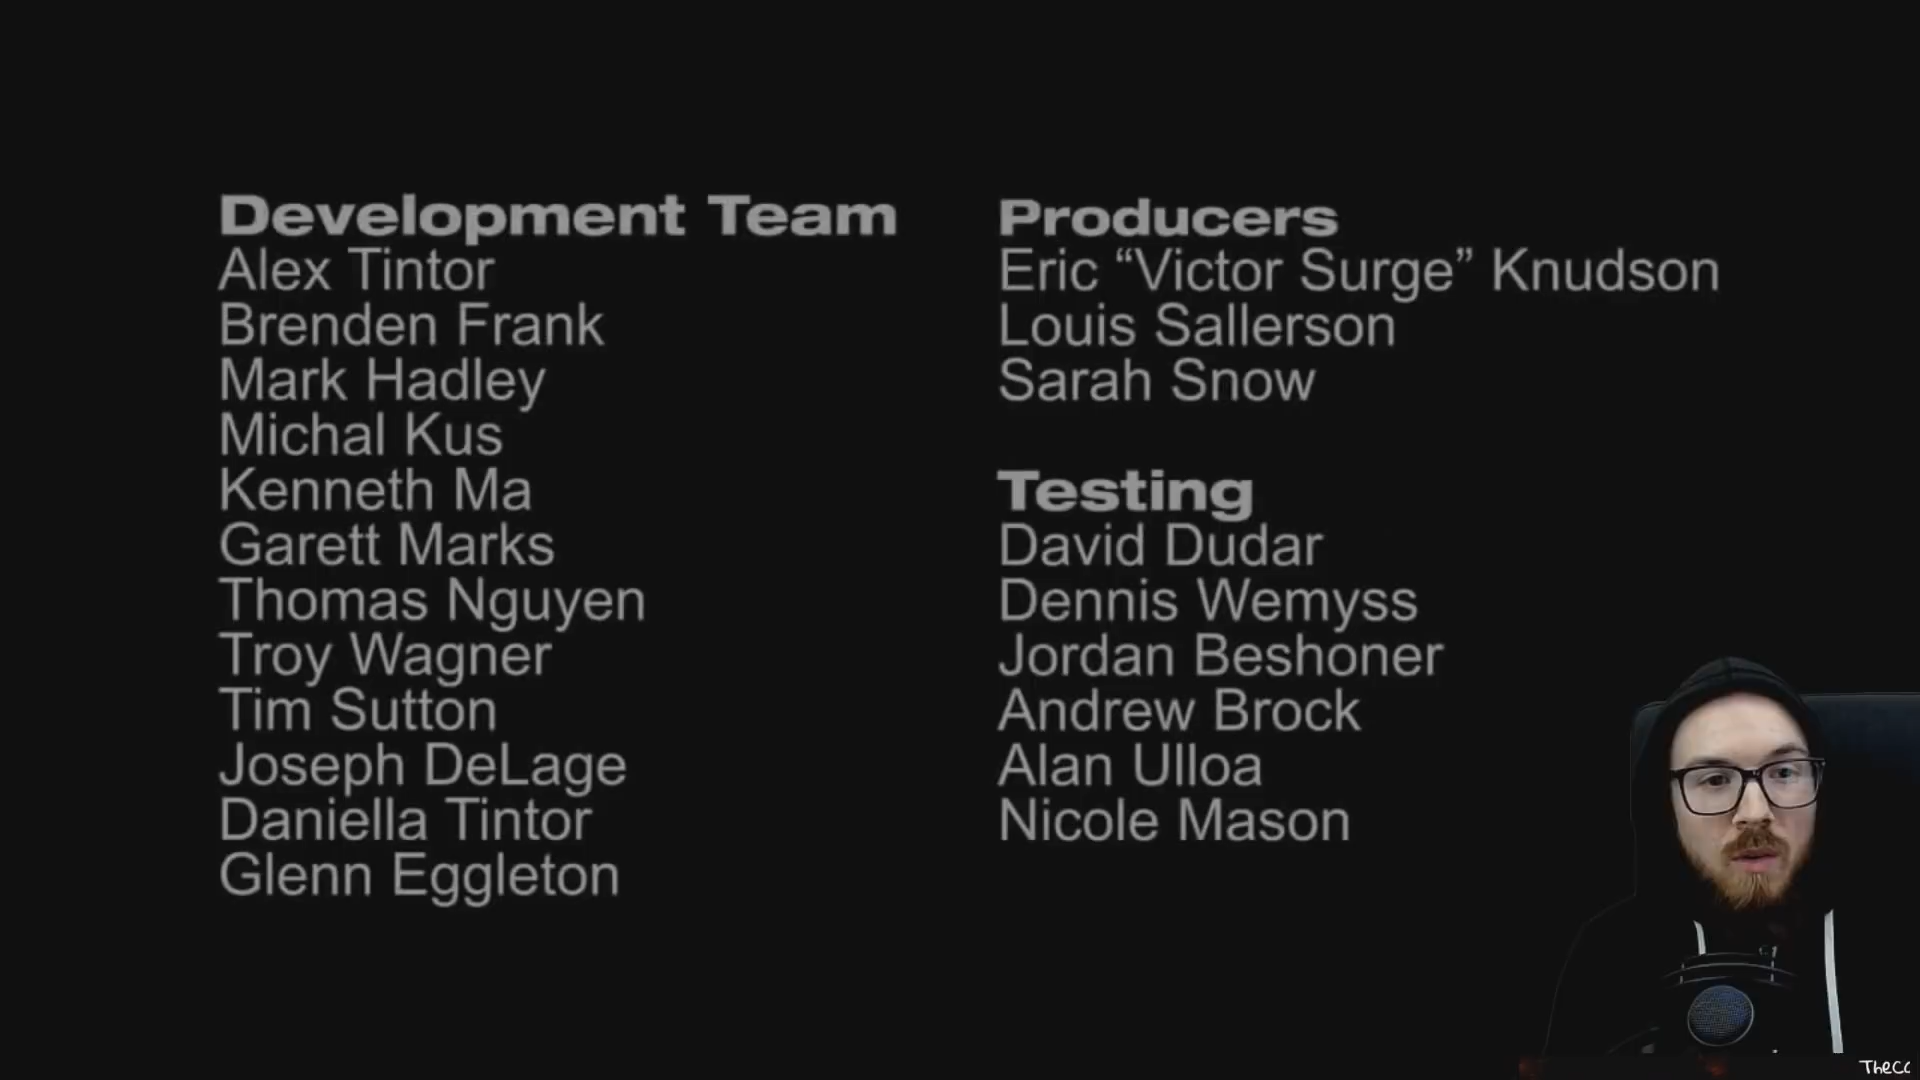 Development Team
Alex Tintor
Brenden Frank
Mark Hadley
Michal Kus
Kenneth Ma
Garett Marks
Thomas Nguyen
Troy Wagner
Tim Sutton
Joseph DeLage
Daniella Tintor
Glenn Eggleton
Producers
Eric “Victor Surge” Knudson
Louis Sallerson
Sarah Snow
Testing
David Dudar
Dennis Wemyss
Jordan Beshoner
Andrew Brock
Alan Ulloa
Nicole Mason